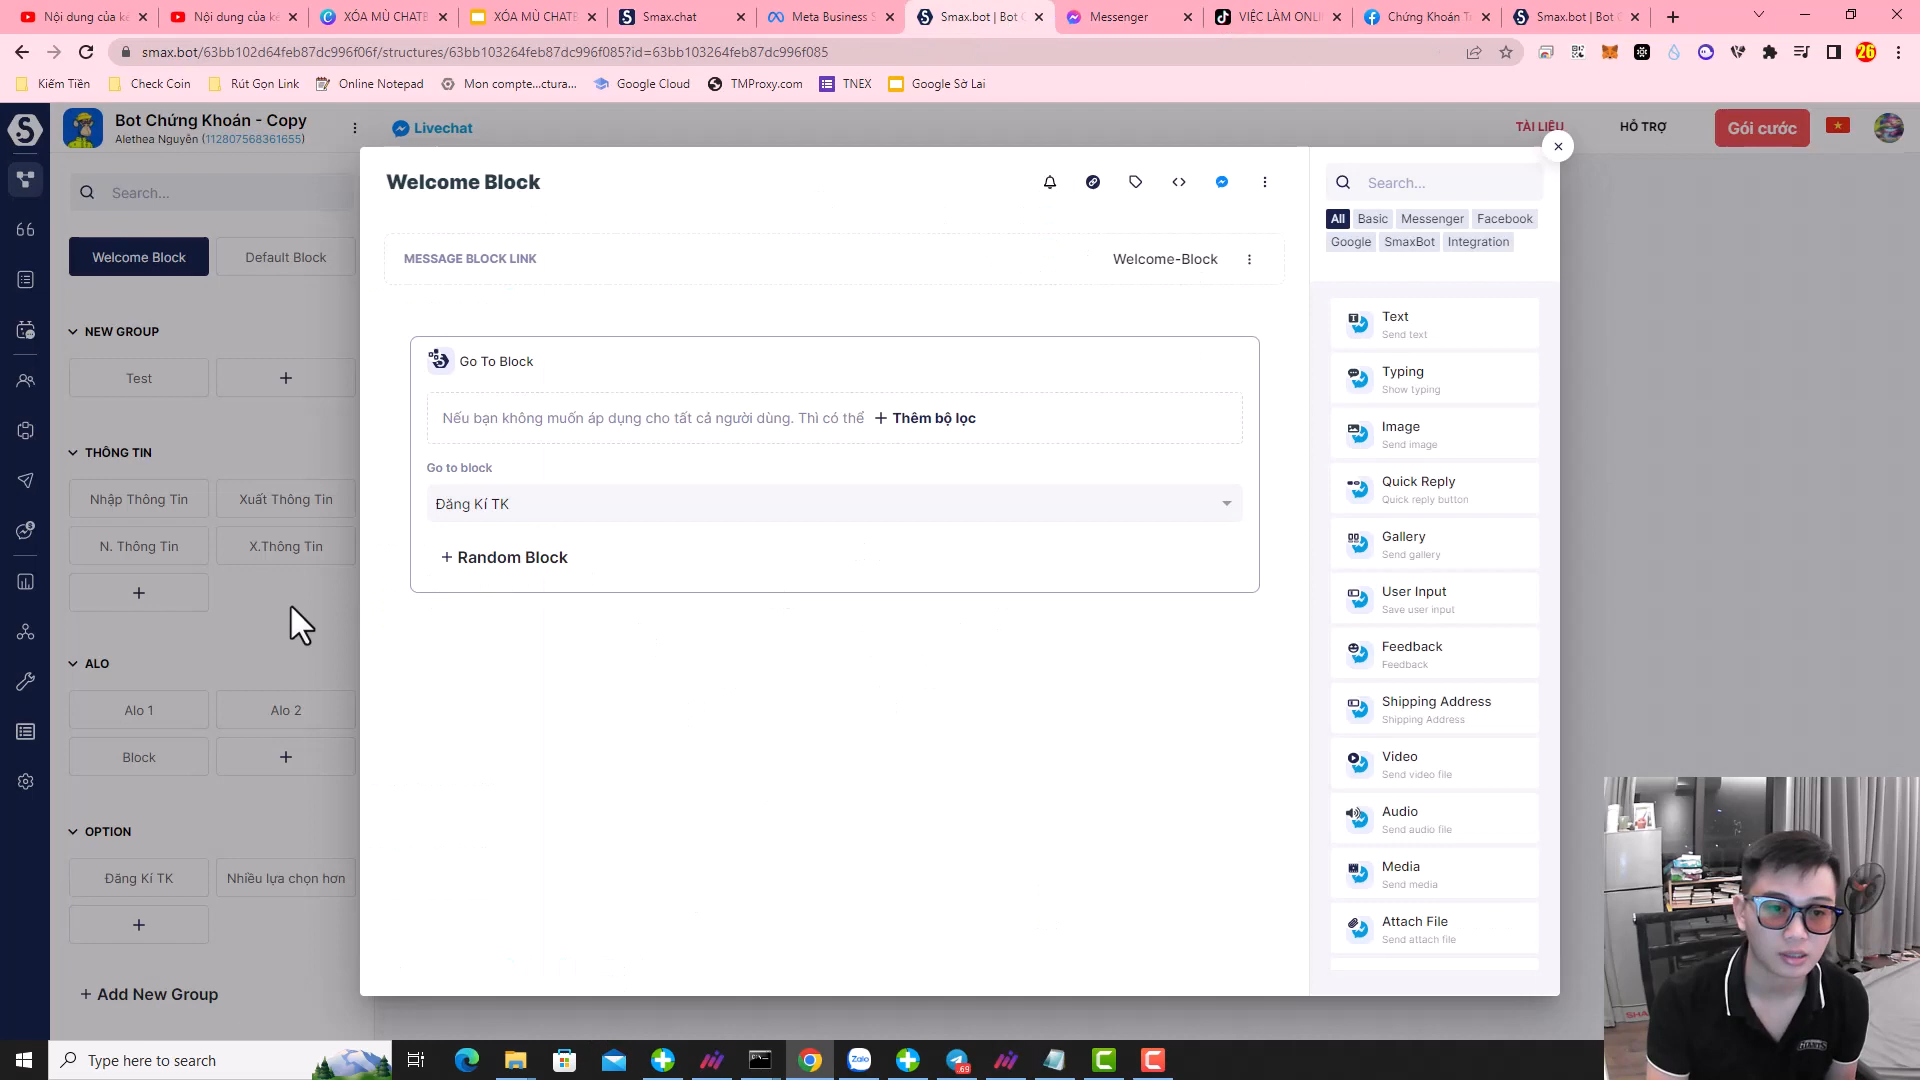 Nội dung của kê
Nội dung của kê
XÓA MÙ CHATB
XÓA MÙ CHATB
Smax.chat
Meta Business S
Smax.bot | Bot C
Messenger
VIỆC LÀM ONLI
Chứng Khoán T
Smax.bot | Bot C
smax.bot/63bb102d64feb87dc996f06f/structures/63bb103264feb87dc996f085?id=63bb103264feb87dc996f085
26
Kiếm Tiền
Check Coin
Rút Gọn Link
Online Notepad
Mon compte...ctura...
Google Cloud
TMProxy.com
TNEX
Google Sờ Lai
Bot Chứng Khoán - Copy
Alethea Nguyễn (112807568361655)
Livechat
TÀI LIỆU
HỖ TRỢ
Gói cước
Search...
Welcome Block
Default Block
NEW GROUP
Test
THÔNG TIN
Nhập Thông Tin
Xuất Thông Tin
N. Thông Tin
X.Thông Tin
ALO
Alo 1
Alo 2
Block
OPTION
Đăng Kí TK
Nhiều lựa chọn hơn
+ Add New Group
Welcome Block
MESSAGE BLOCK LINK
Welcome-Block
Go To Block
Nếu bạn không muốn áp dụng cho tất cả người dùng. Thì có thể + Thêm bộ lọc
Go to block
Đăng Kí TK
+ Random Block
Search...
All
Basic
Messenger
Facebook
Google
SmaxBot
Integration
Text
Send text
Typing
Show typing
Image
Send image
Quick Reply
Quick reply button
Gallery
Send gallery
User Input
Save user input
Feedback
Feedback
Shipping Address
Shipping Address
Video
Send video file
Audio
Send audio file
Media
Send media
Attach File
Send attach file
Type here to search
Zalo
.69